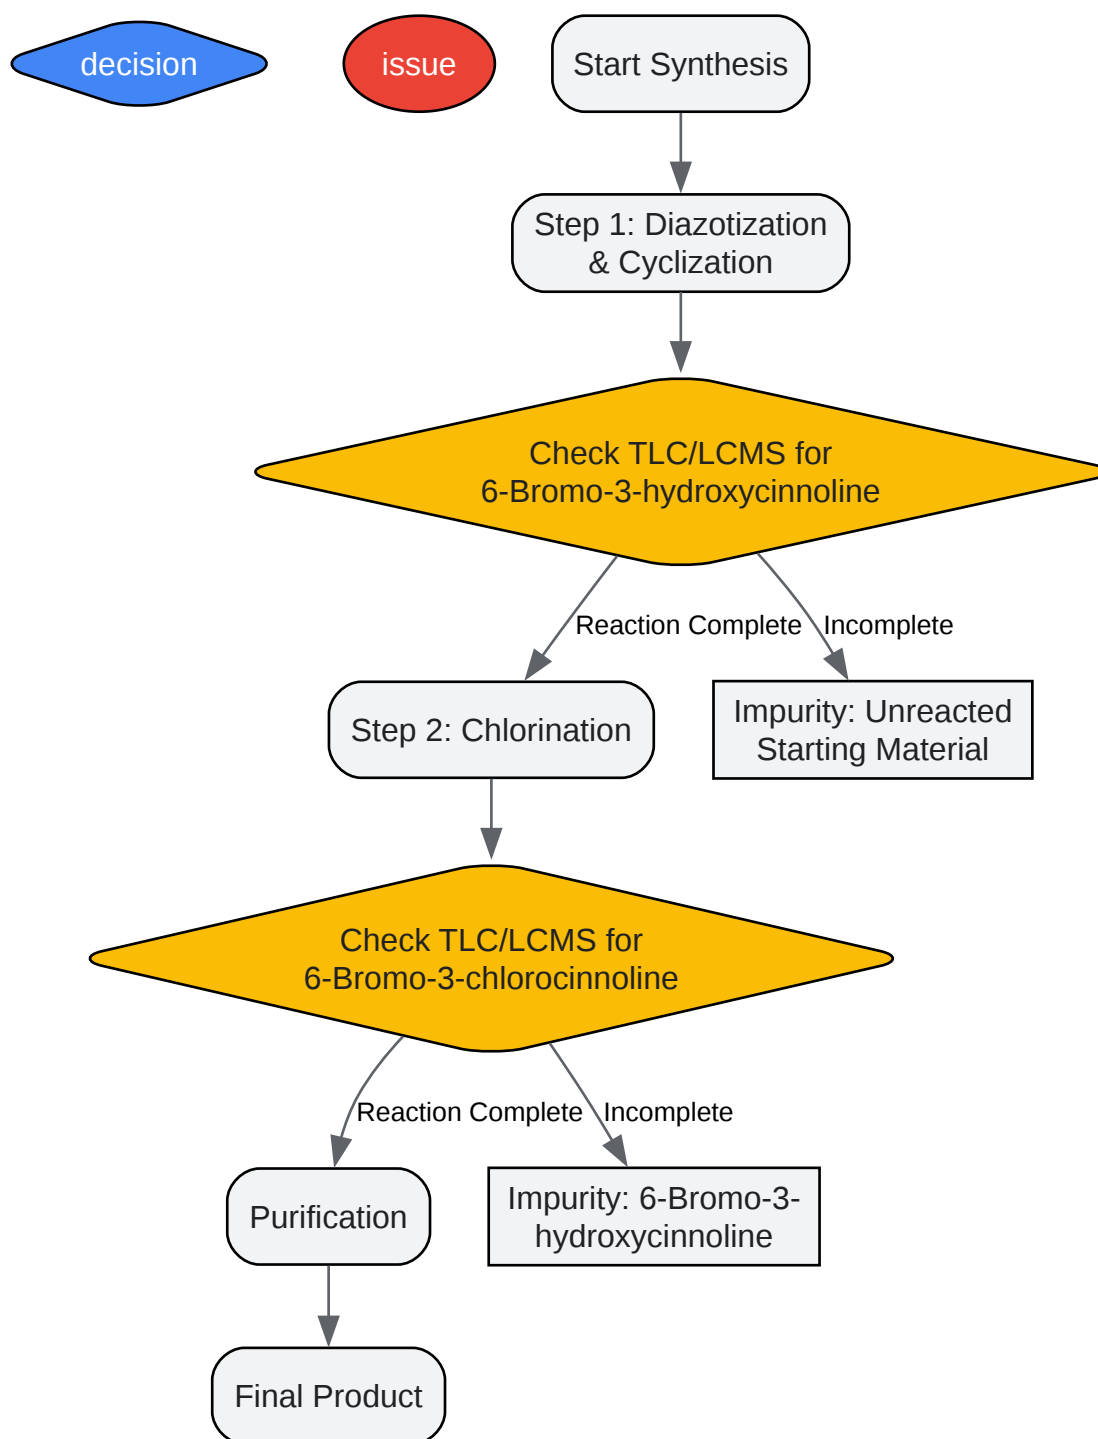 decision
issue
Start Synthesis
Step 1: Diazotization
& Cyclization
Check TLC/LCMS for
6-Bromo-3-hydroxycinnoline
Reaction Complete
Incomplete
Step 2: Chlorination
Impurity: Unreacted
Starting Material
Check TLC/LCMS for
6-Bromo-3-chlorocinnoline
Reaction Complete
Incomplete
Purification
Impurity: 6-Bromo-3-
hydroxycinnoline
Final Product